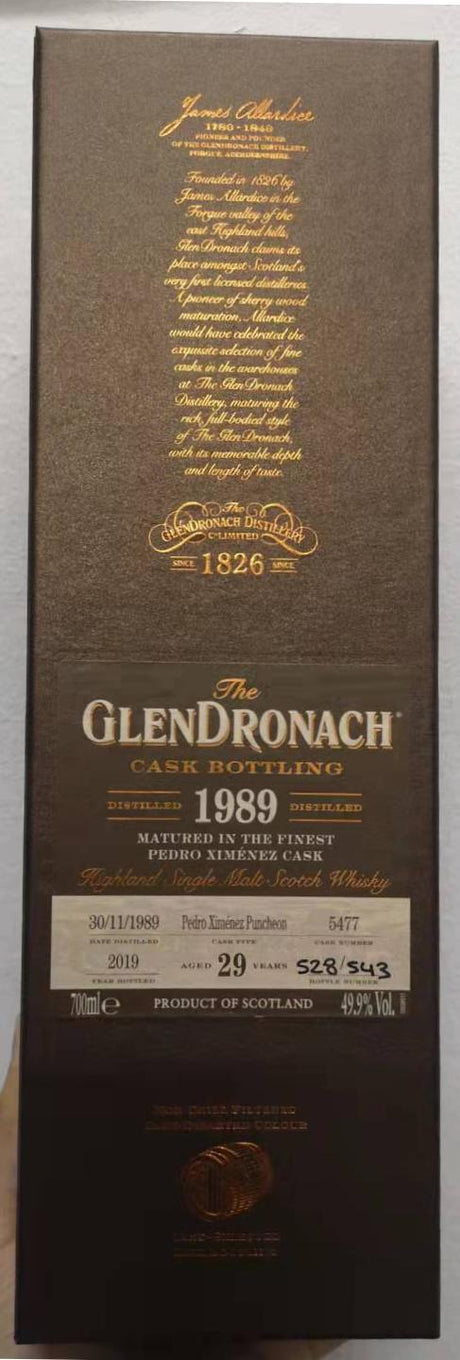 James Allardice
1780 - 1849
PIONEER AND FOUNDER
OF THE GLENDRONACH DISTILLERY,
FORGUE, ABERDEENSHIRE.
Founded in 1826 by
James Allardice in the
Forgue valley of the
east Highland hills,
GlenDronach claims its
place amongst Scotland's
very first licensed distilleries.
A pioneer of sherry wood
maturation, Allardice
would have celebrated the
exquisite selection of fine
casks in the warehouses
at The GlenDronach
Distillery, maturing the
rich, full-bodied style
of The GlenDronach,
with its memorable depth
and length of taste.
The
GLENDRONACH DISTILLERY
Co LIMITED
SINCE 1826 SINCE
The
GLENDRONACH®
CASK BOTTLING
DISTILLED 1989 DISTILLED
MATURED IN THE FINEST
PEDRO XIMÉNEZ CASK
Highland Single Malt Scotch Whisky
30/11/1989 Pedro Ximénez Puncheon 5477
DATE DISTILLED CASK TYPE CASK NUMBER
2019 AGED 29 YEARS 528/543
YEAR BOTTLED BOTTLE NUMBER
700ml e PRODUCT OF SCOTLAND 49.9% Vol.
NON CHILL FILTERED